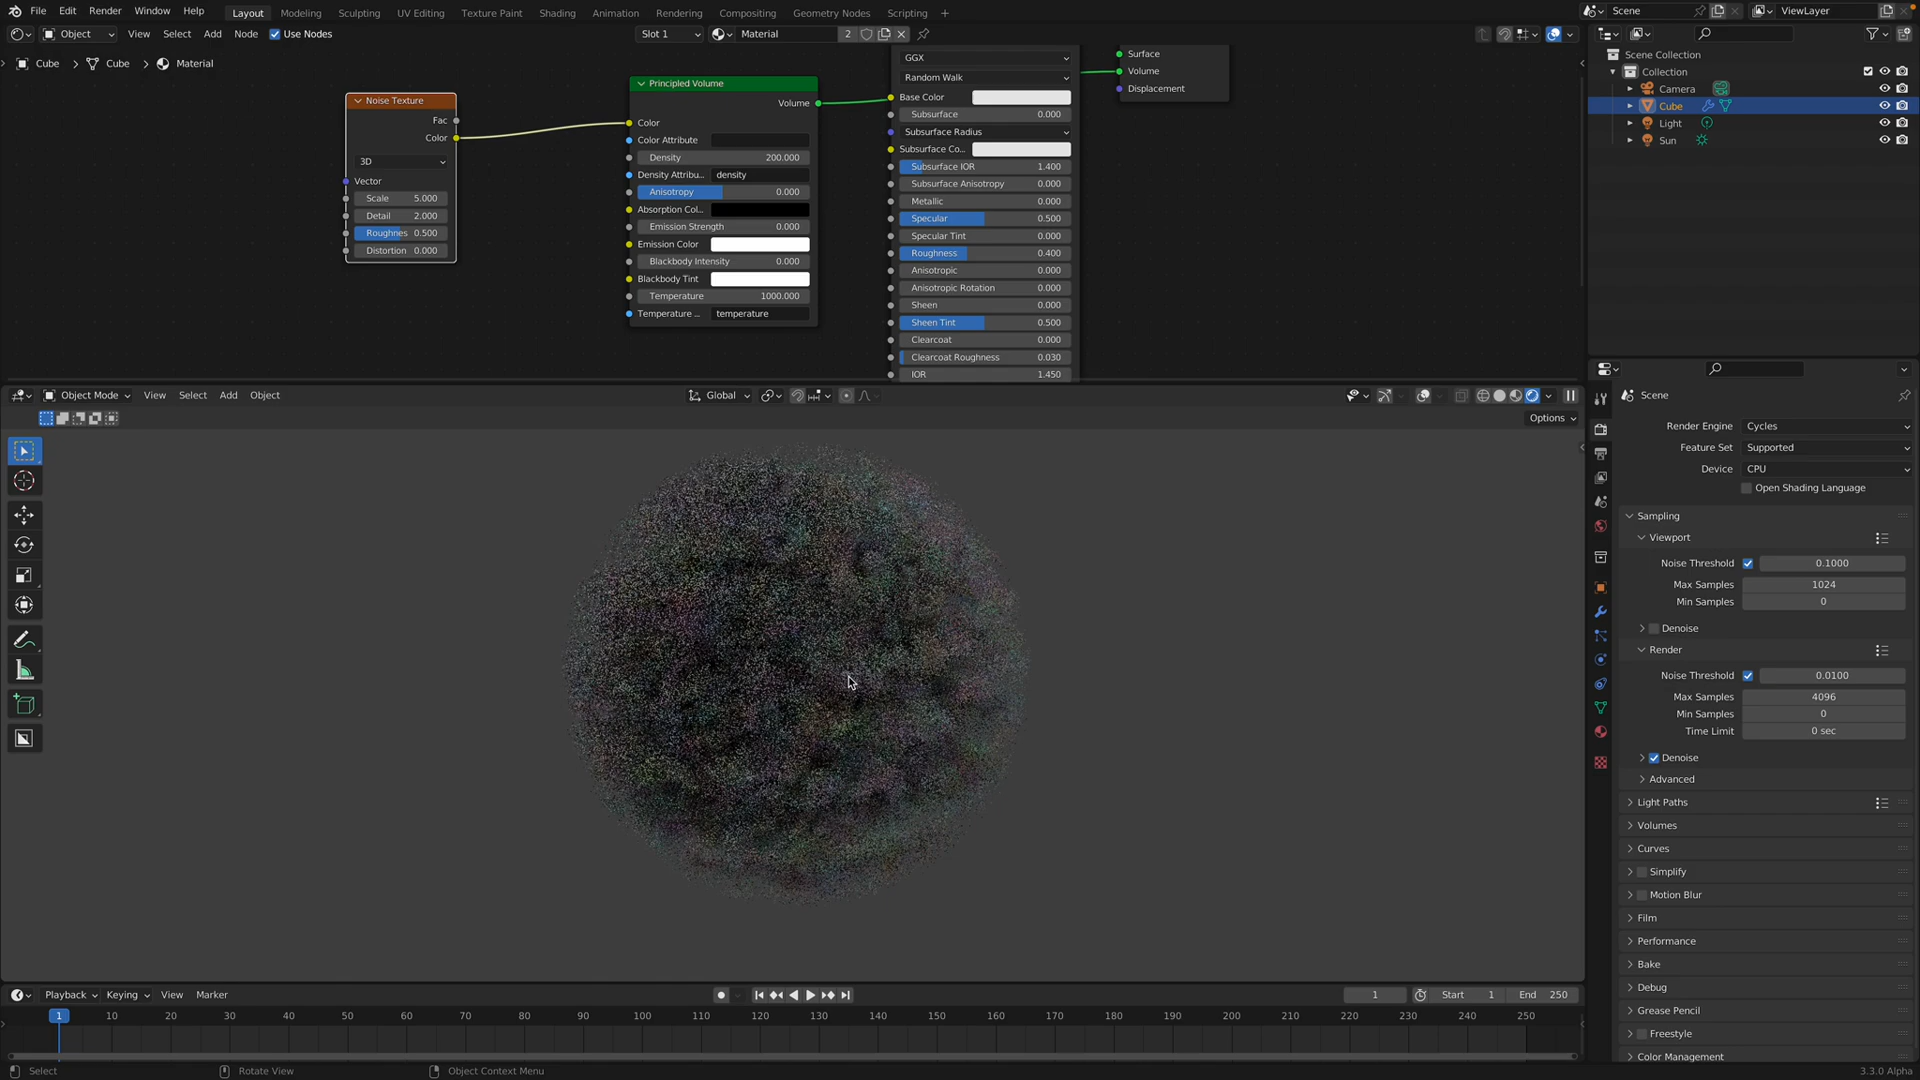 File Edit Render Window Help Layout Modeling Sculpting UV Editing Texture Paint Shading Animation Rendering Compositing Geometry Nodes Scripting + Scene ViewLayer
Object View Select Add Node Use Nodes Slot 1 Material 2
Cube > Cube > Material
Noise Texture
Fac
Color
3D
Vector
Scale 5.000
Detail 2.000
Roughnes 0.500
Distortion 0.000
Principled Volume
Volume
Color
Color Attribute
Density 200.000
Density Attribu.. density
Anisotropy 0.000
Absorption Col..
Emission Strength 0.000
Emission Color
Blackbody Intensity 0.000
Blackbody Tint
Temperature 1000.000
Temperature .. temperature
GGX
Random Walk
Base Color
Subsurface 0.000
Subsurface Radius
Subsurface Co..
Subsurface IOR 1.400
Subsurface Anisotropy 0.000
Metallic 0.000
Specular 0.500
Specular Tint 0.000
Roughness 0.400
Anisotropic 0.000
Anisotropic Rotation 0.000
Sheen 0.000
Sheen Tint 0.500
Clearcoat 0.000
Clearcoat Roughness 0.030
IOR 1.450
Surface
Volume
Displacement
Scene Collection
Collection
Camera
Cube
Light
Sun
Object Mode View Select Add Object Global
Options
Scene
Render Engine Cycles
Feature Set Supported
Device CPU
Open Shading Language
Sampling
Viewport
Noise Threshold 0.1000
Max Samples 1024
Min Samples 0
Denoise
Render
Noise Threshold 0.0100
Max Samples 4096
Min Samples 0
Time Limit 0 sec
Denoise
Advanced
Light Paths
Volumes
Curves
Simplify
Motion Blur
Film
Performance
Bake
Debug
Grease Pencil
Freestyle
Color Management
Playback Keying View Marker 1 Start 1 End 250
1 10 20 30 40 50 60 70 80 90 100 110 120 130 140 150 160 170 180 190 200 210 220 230 240 250
Select Rotate View Object Context Menu 3.3.0 Alpha